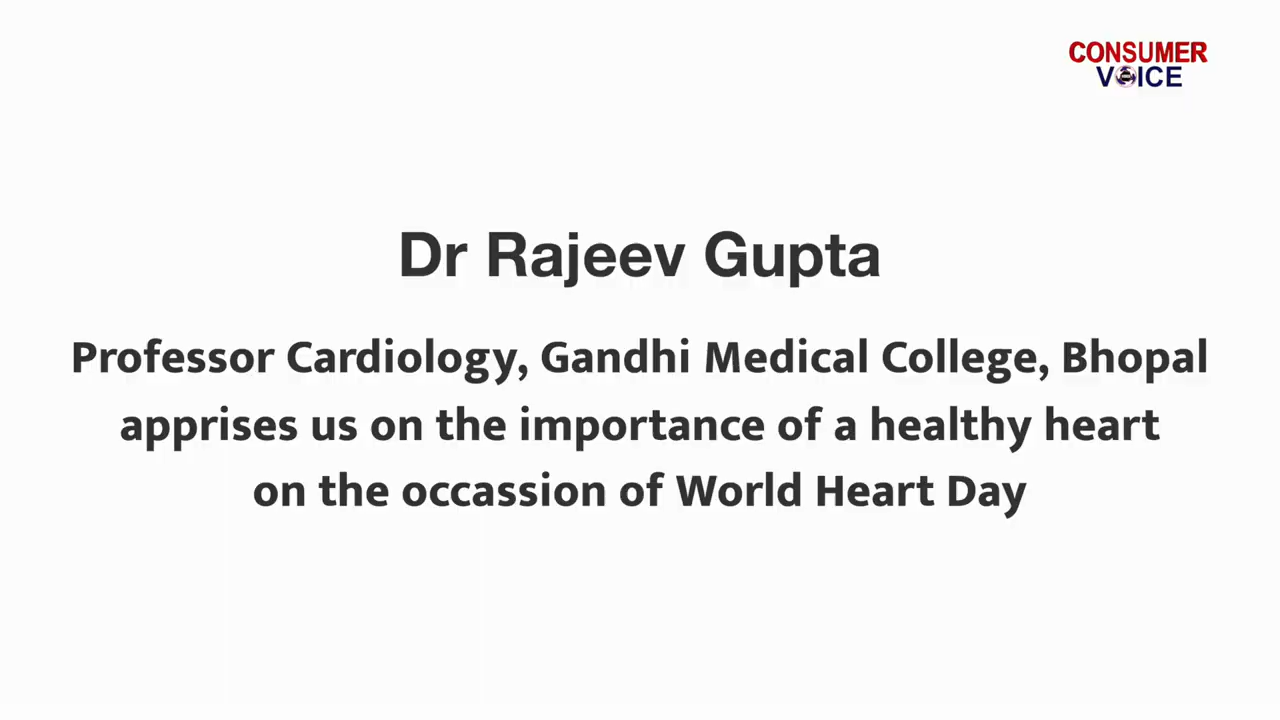 CONSUMER
VOICE
Dr Rajeev Gupta
Professor Cardiology, Gandhi Medical College, Bhopal
apprises us on the importance of a healthy heart
on the occassion of World Heart Day